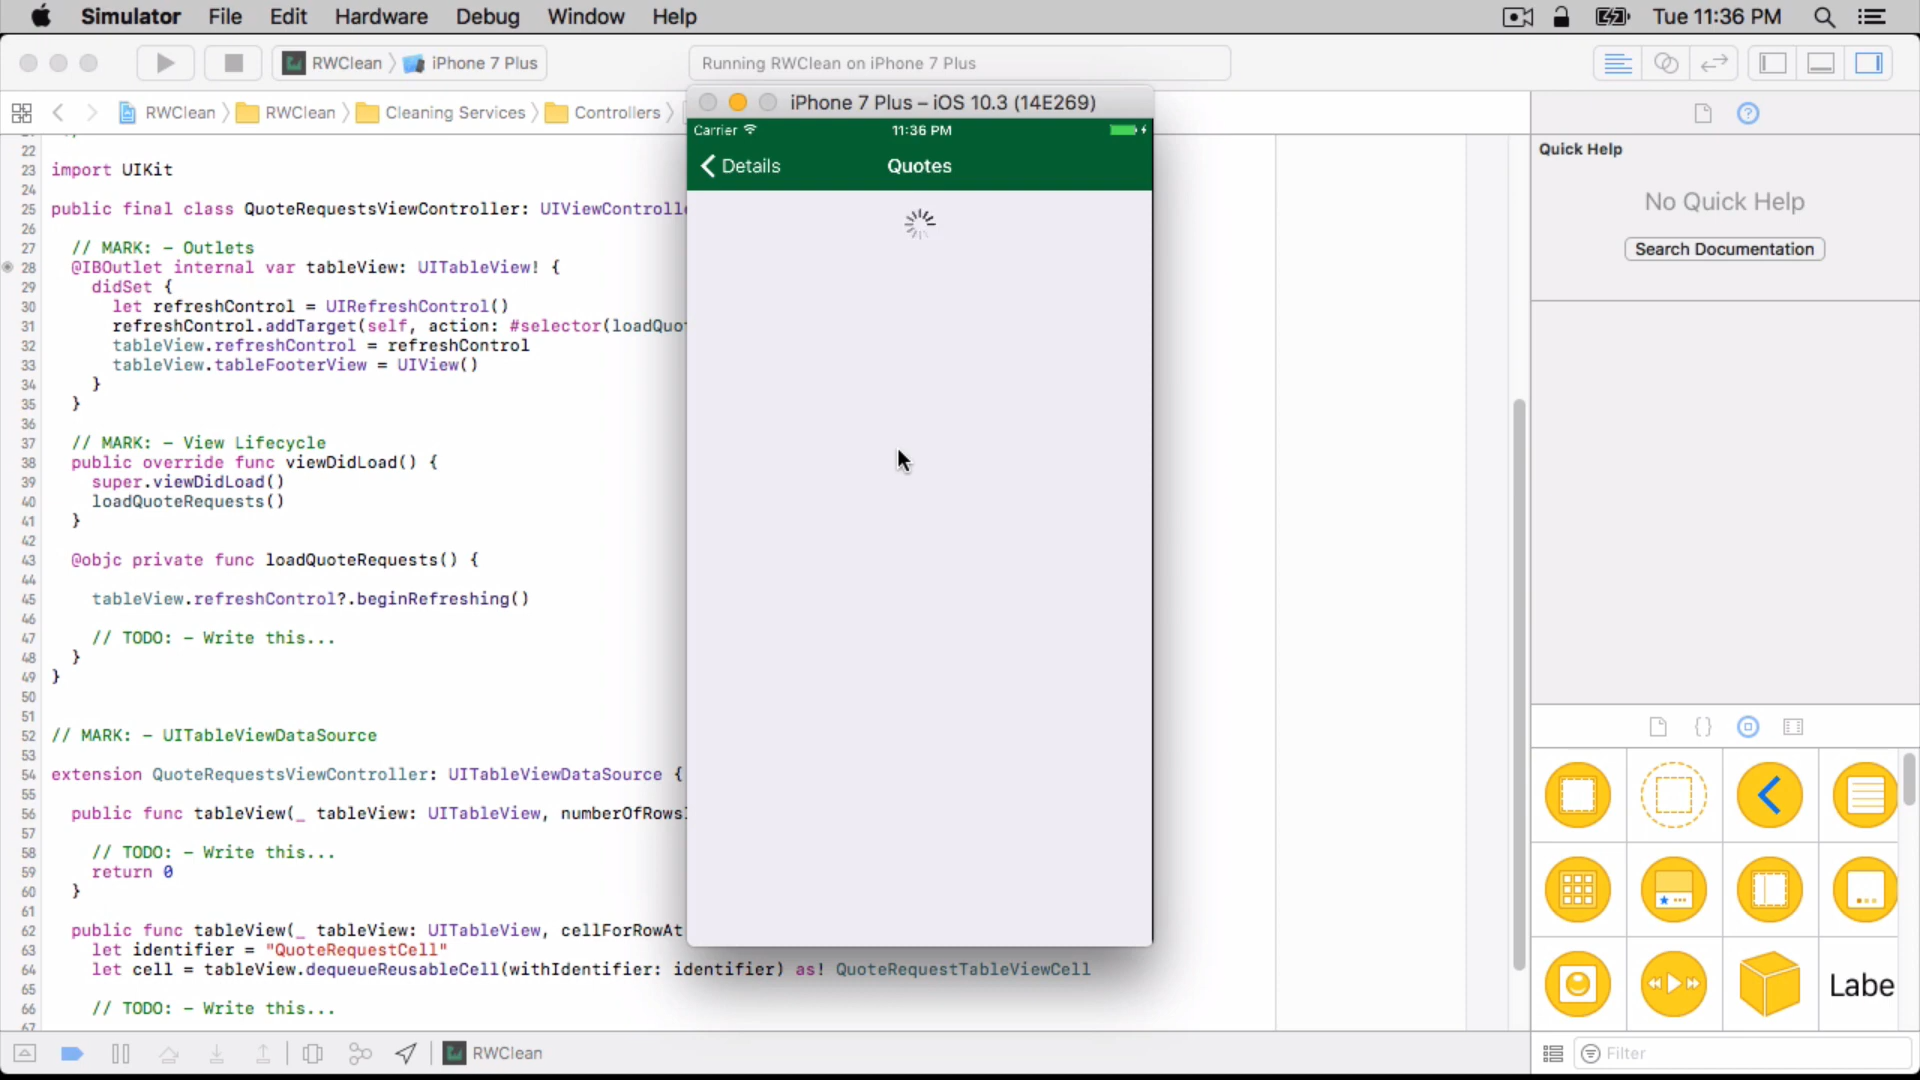 Simulator File Edit Hardware Debug Window Help Tue 11:36 PM
RWClean iPhone 7 Plus Running RWClean on iPhone 7 Plus
RWClean RWClean Cleaning Services Controllers
iPhone 7 Plus – iOS 10.3 (14E269)
Carrier 11:36 PM
Details Quotes
22
23 import UIKit
24
25 public final class QuoteRequestsViewController: UIViewControlle
26
27 // MARK: - Outlets
28 @IBOutlet internal var tableView: UITableView! {
29 didSet {
30 let refreshControl = UIRefreshControl()
31 refreshControl.addTarget(self, action: #selector(loadQuo
32 tableView.refreshControl = refreshControl
33 tableView.tableFooterView = UIView()
34 }
35 }
36
37 // MARK: - View Lifecycle
38 public override func viewDidLoad() {
39 super.viewDidLoad()
40 loadQuoteRequests()
41 }
42
43 @objc private func loadQuoteRequests() {
44
45 tableView.refreshControl?.beginRefreshing()
46
47 // TODO: - Write this...
48 }
49 }
50
51
52 // MARK: - UITableViewDataSource
53
54 extension QuoteRequestsViewController: UITableViewDataSource {
55
56 public func tableView(_ tableView: UITableView, numberOfRows
57
58 // TODO: - Write this...
59 return 0
60 }
61
62 public func tableView(_ tableView: UITableView, cellForRowAt
63 let identifier = "QuoteRequestCell"
64 let cell = tableView.dequeueReusableCell(withIdentifier: identifier) as! QuoteRequestTableViewCell
65
66 // TODO: - Write this...
67
Quick Help
No Quick Help
Search Documentation
{}
Labe
RWClean
Filter